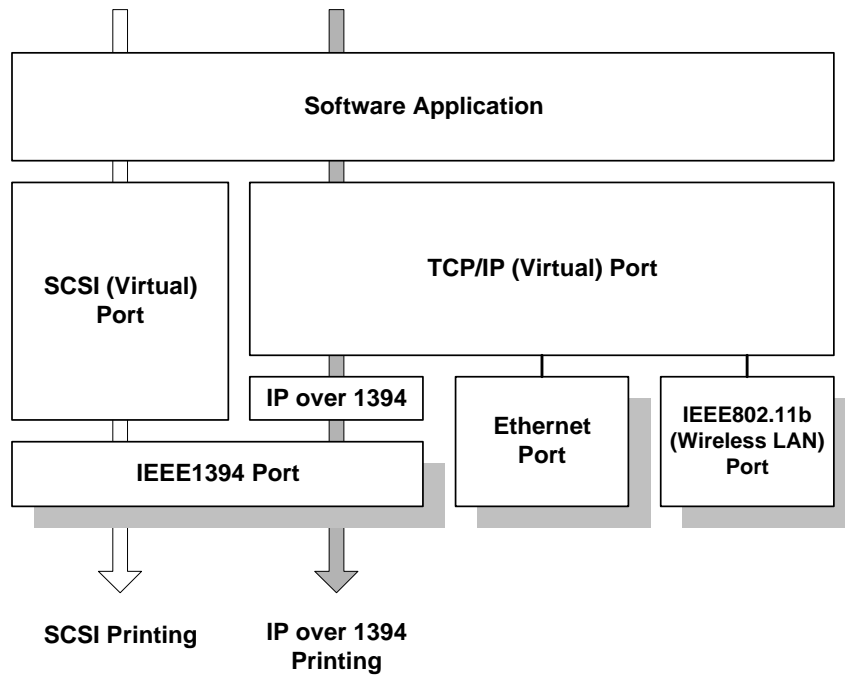 Software Application
SCSI (Virtual)
Port
TCP/IP (Virtual) Port
IP over 1394
Ethernet
Port
IEEE802.11b
(Wireless LAN)
Port
IEEE1394 Port
SCSI Printing
IP over 1394
Printing